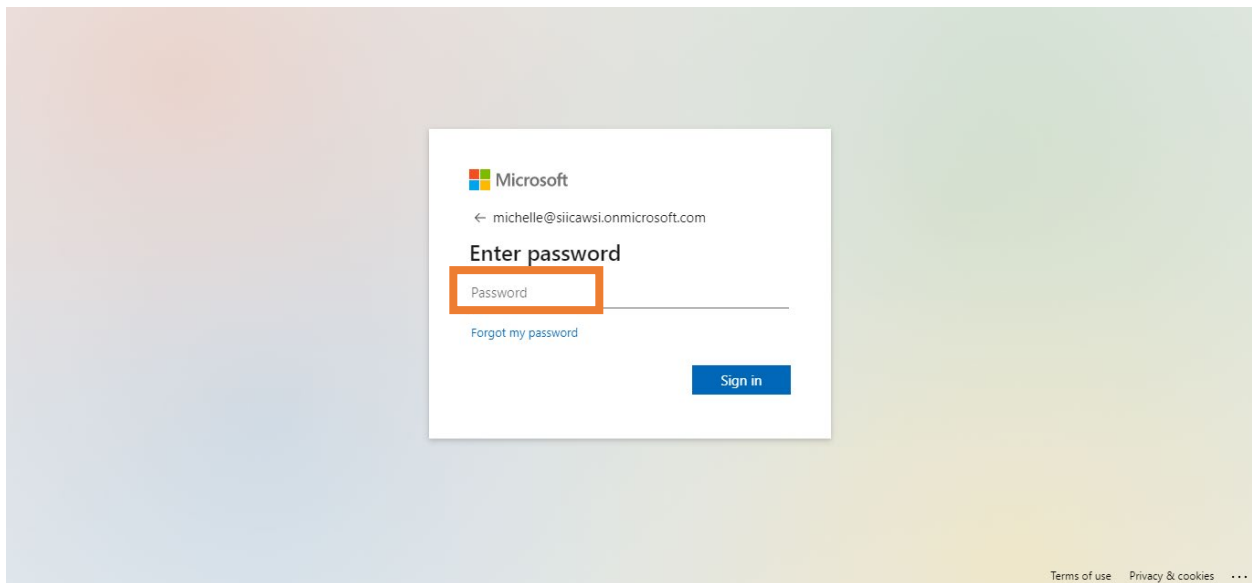 Microsoft
← michelle@siicawsi.onmicrosoft.com
Enter password
Password
Forgot my password
Sign in
Terms of use Privacy & cookies ...